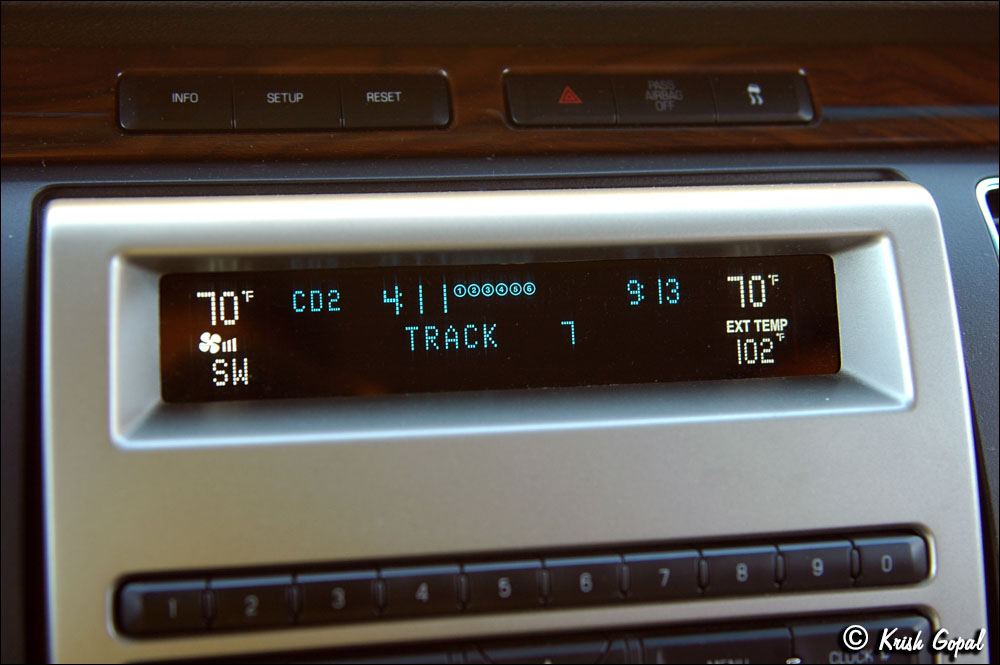 INFO SETUP RESET
PASS
AIRBAG
OFF
70°F CD2 4:11 ①②③④⑤⑥ 9:13 70°F
TRACK 7 EXT TEMP
SW 102°F
1 2 3 4 5 6 7 8 9 0
MENU CLOCK
© Krish Gopal